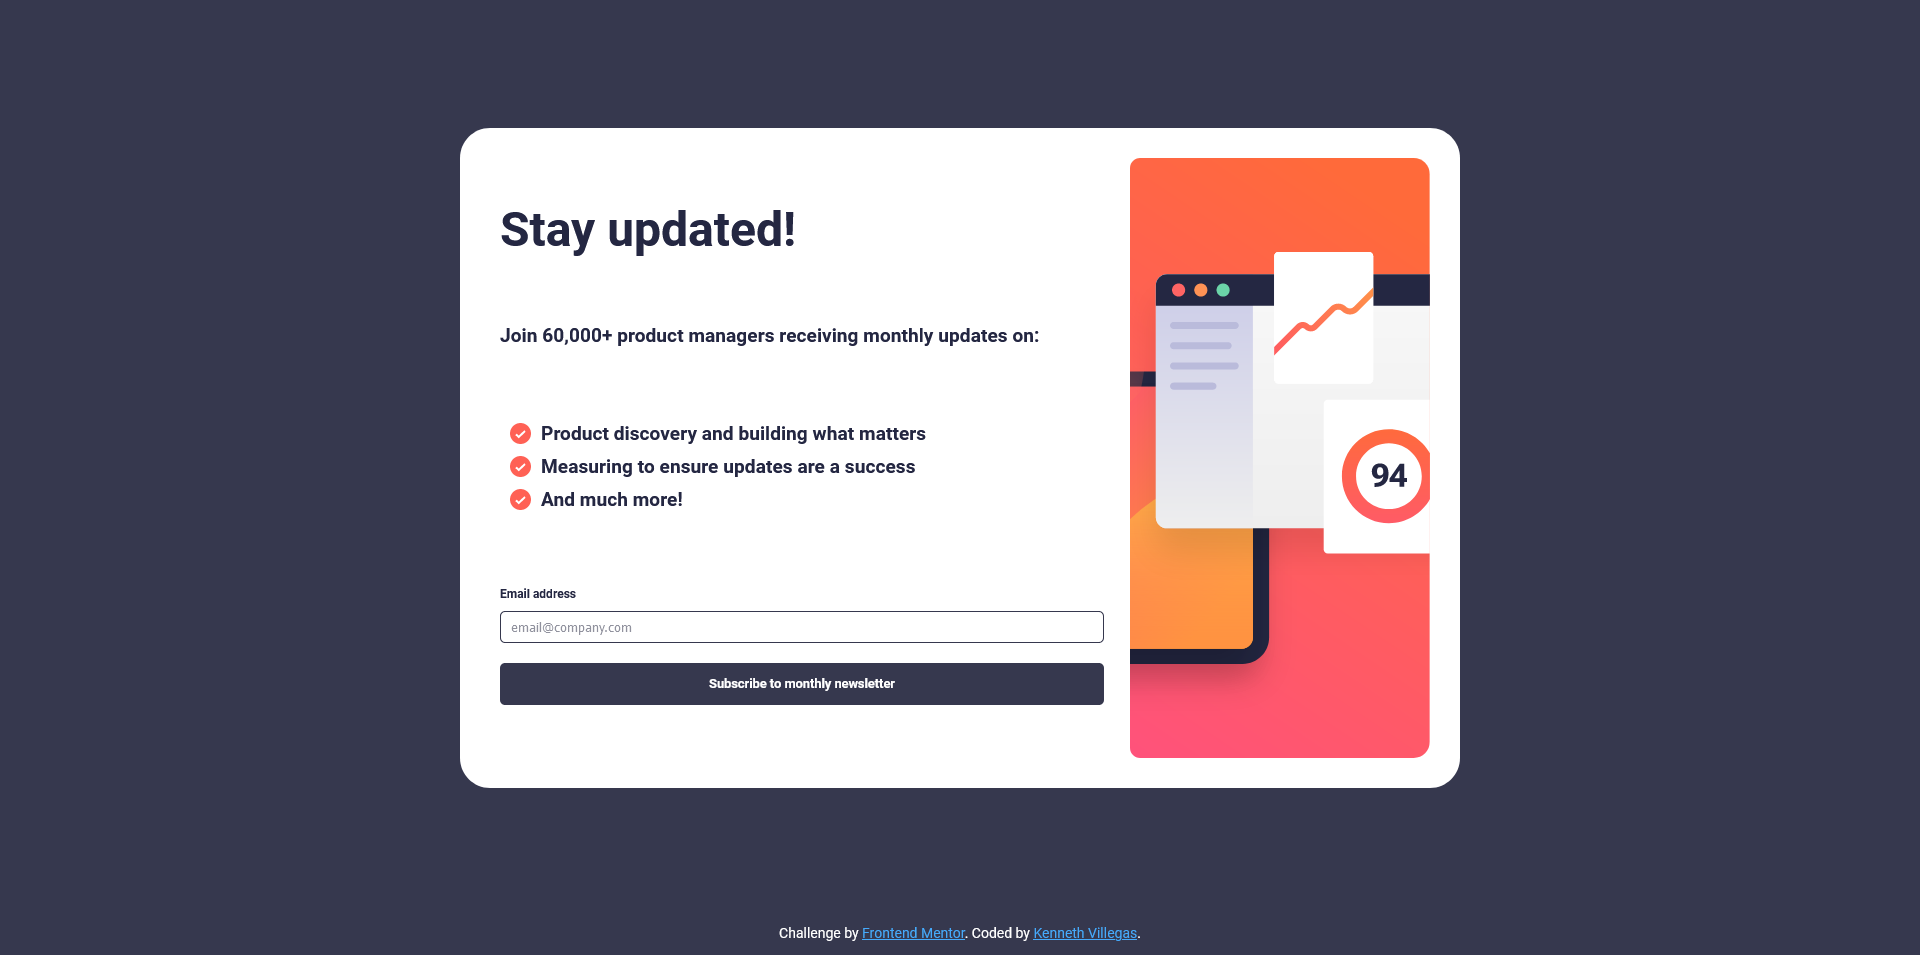 Stay updated!
Join 60,000+ product managers receiving monthly updates on:
Product discovery and building what matters
Measuring to ensure updates are a success
And much more!
Email address
email@company.com
Subscribe to monthly newsletter
94
Challenge by Frontend Mentor. Coded by Kenneth Villegas.